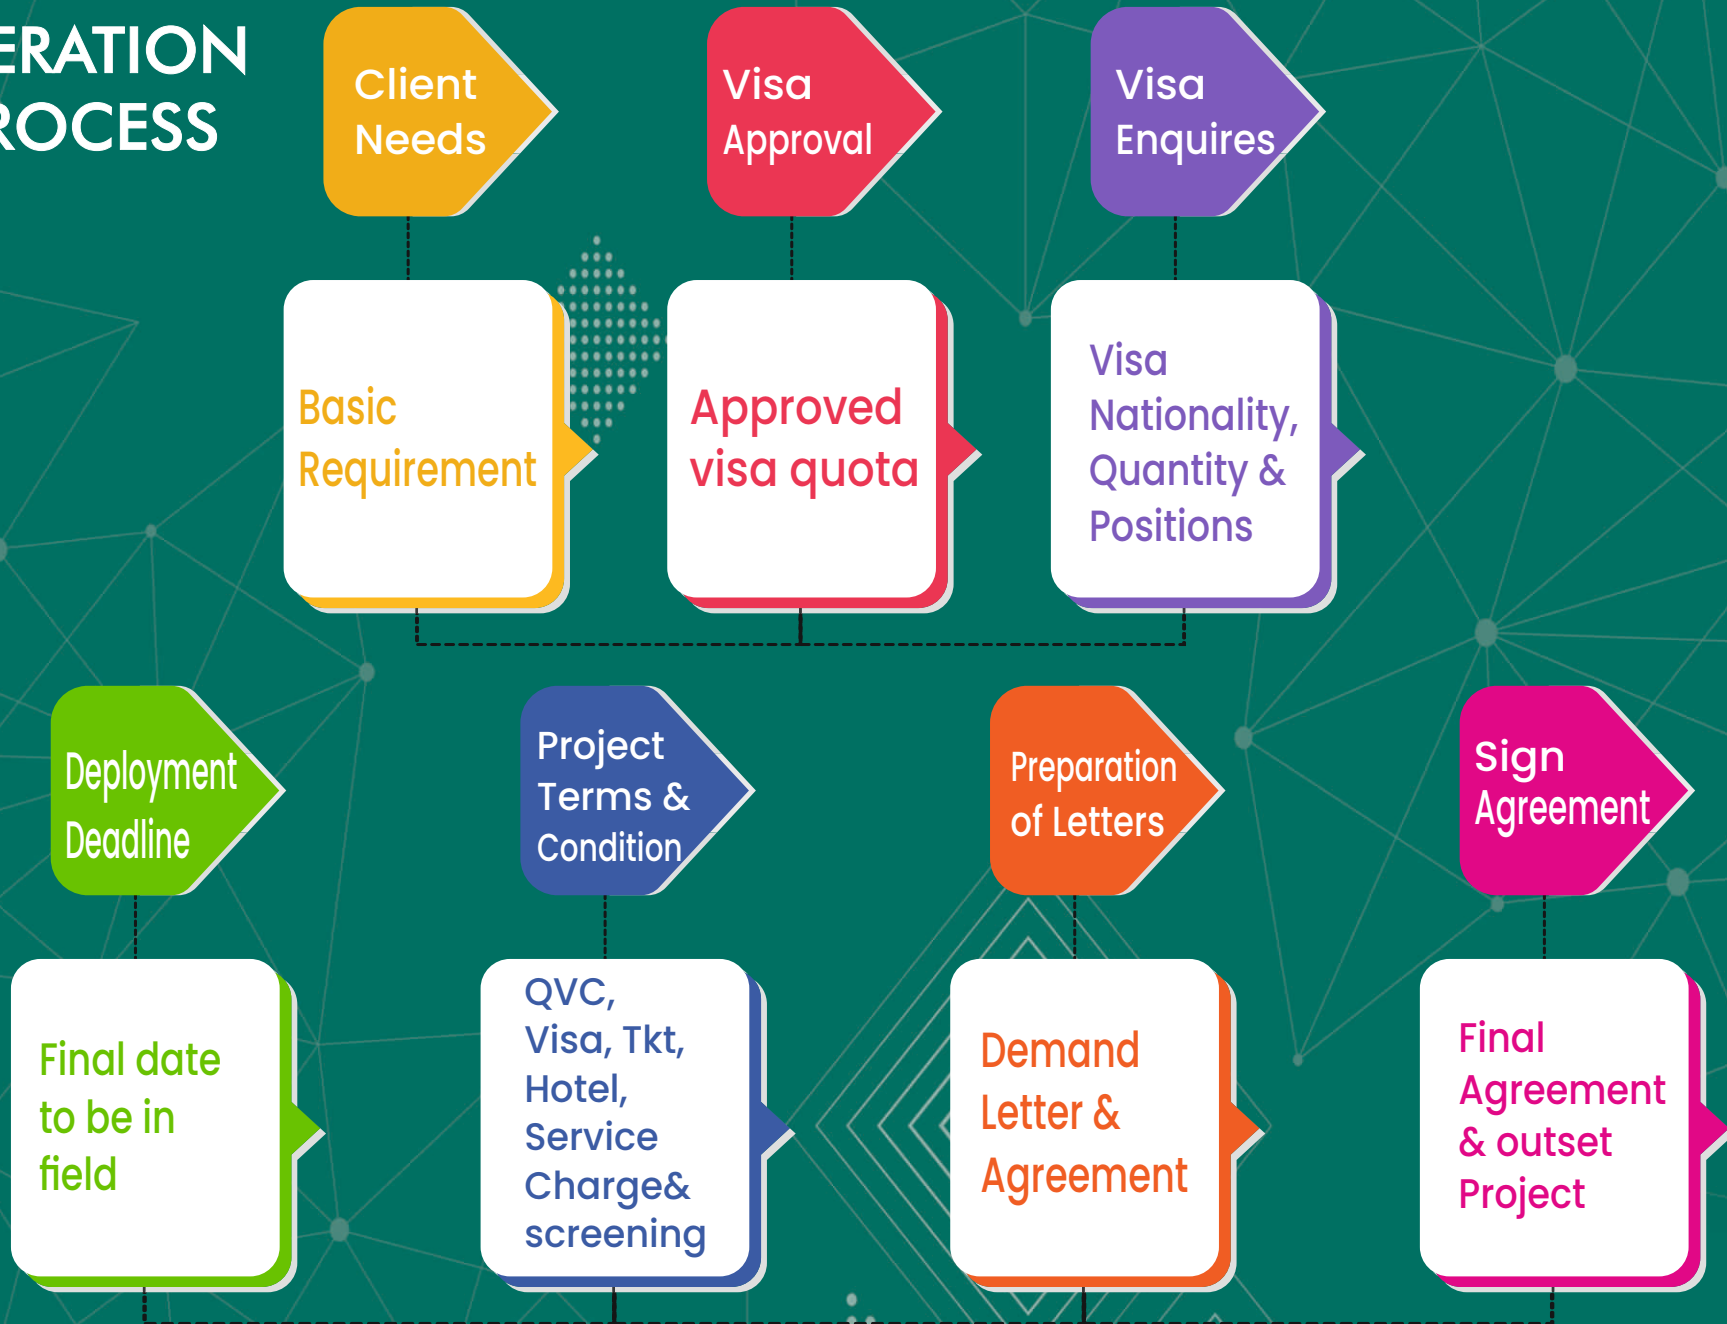 ERATION
ROCESS
Client
Needs
Visa
Approval
Visa
Enquires
Basic
Requirement
Approved
visa quota
Visa
Nationality,
Quantity &
Positions
Deployment
Deadline
Project
Terms &
Condition
Preparation
of Letters
Sign
Agreement
Final date
to be in
field
QVC,
Visa, Tkt,
Hotel,
Service
Charge&
screening
Demand
Letter &
Agreement
Final
Agreement
& outset
Project